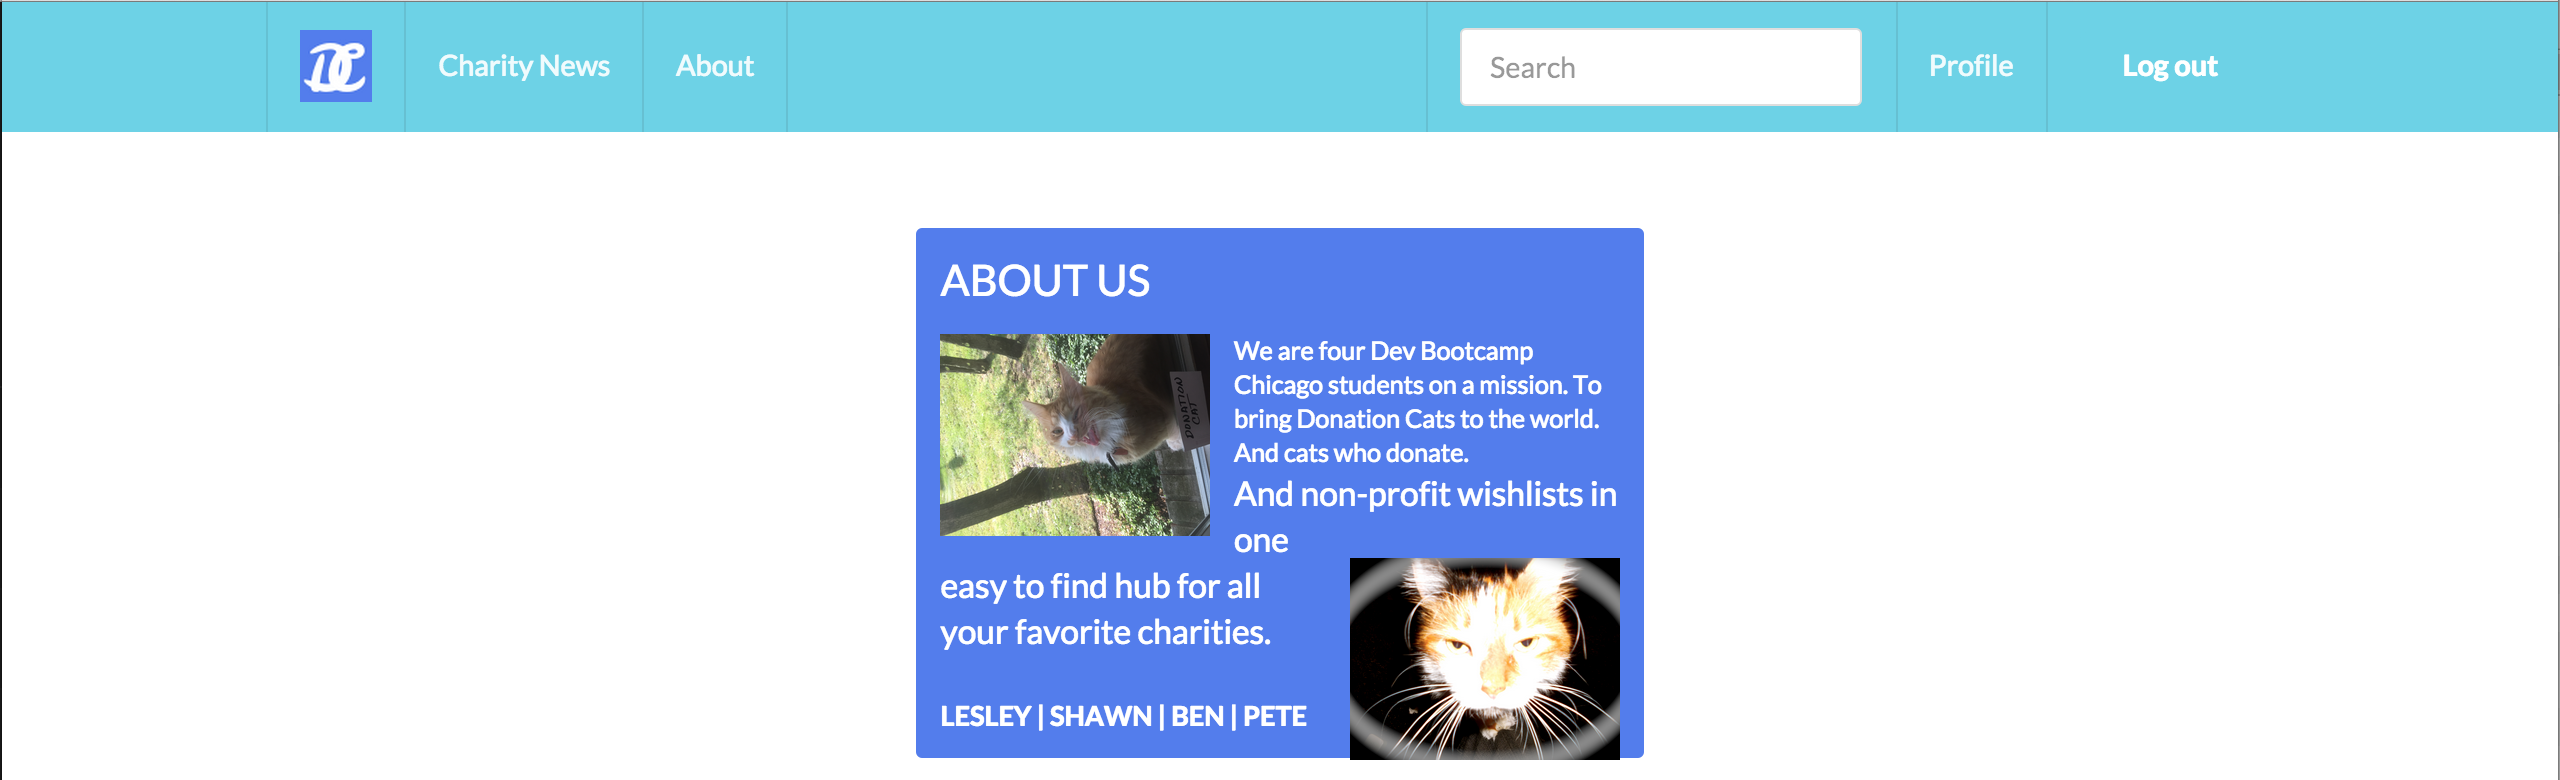 DC
Charity News
About
Search
Profile
Log out
ABOUT US
DONATION
CAT
We are four Dev Bootcamp
Chicago students on a mission. To
bring Donation Cats to the world.
And cats who donate.
And non-profit wishlists in
one
easy to find hub for all
your favorite charities.
LESLEY | SHAWN | BEN | PETE